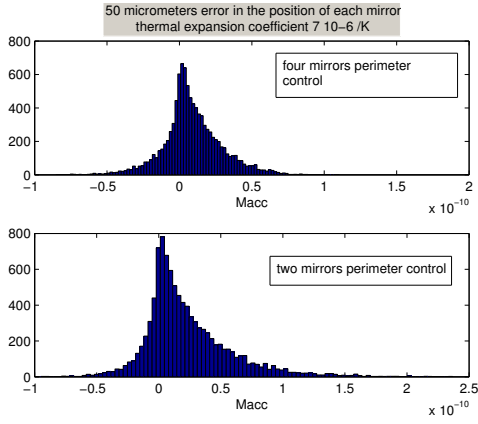 50 micrometers error in the position of each mirror
thermal expansion coefficient 7 10−6 /K
800
600
400
200
0
four mirrors perimeter
control
−1 −0.5 0 0.5 1 1.5 2
Macc
x 10−10
800
600
400
200
0
two mirrors perimeter control
−1 −0.5 0 0.5 1 1.5 2 2.5
Macc
x 10−10